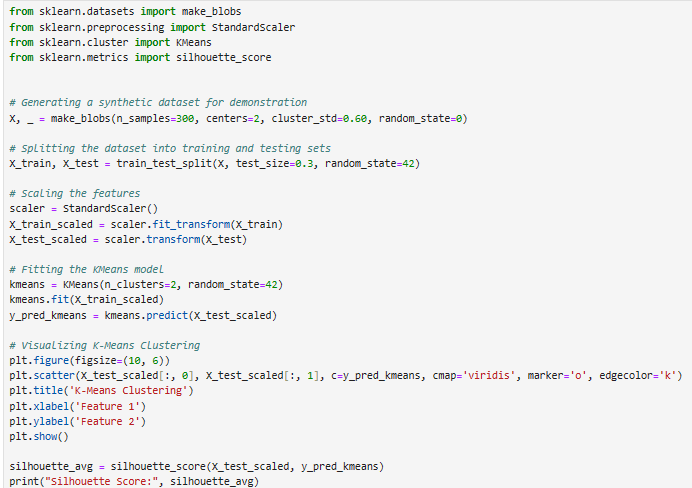 from sklearn.datasets import make_blobs
from sklearn.preprocessing import StandardScaler
from sklearn.cluster import KMeans
from sklearn.metrics import silhouette_score
# Generating a synthetic dataset for demonstration
X, _ = make_blobs(n_samples=300, centers=2, cluster_std=0.60, random_state=0)
# Splitting the dataset into training and testing sets
X_train, X_test = train_test_split(X, test_size=0.3, random_state=42)
# Scaling the features
scaler = StandardScaler()
X_train_scaled = scaler.fit_transform(X_train)
X_test_scaled = scaler.transform(X_test)
# Fitting the KMeans model
kmeans = KMeans(n_clusters=2, random_state=42)
kmeans.fit(X_train_scaled)
y_pred_kmeans = kmeans.predict(X_test_scaled)
# Visualizing K-Means Clustering
plt.figure(figsize=(10, 6))
plt.scatter(X_test_scaled[:, 0], X_test_scaled[:, 1], c=y_pred_kmeans, cmap='viridis', marker='o', edgecolor='k')
plt.title('K-Means Clustering')
plt.xlabel('Feature 1')
plt.ylabel('Feature 2')
plt.show()
silhouette_avg = silhouette_score(X_test_scaled, y_pred_kmeans)
print("Silhouette Score:", silhouette_avg)